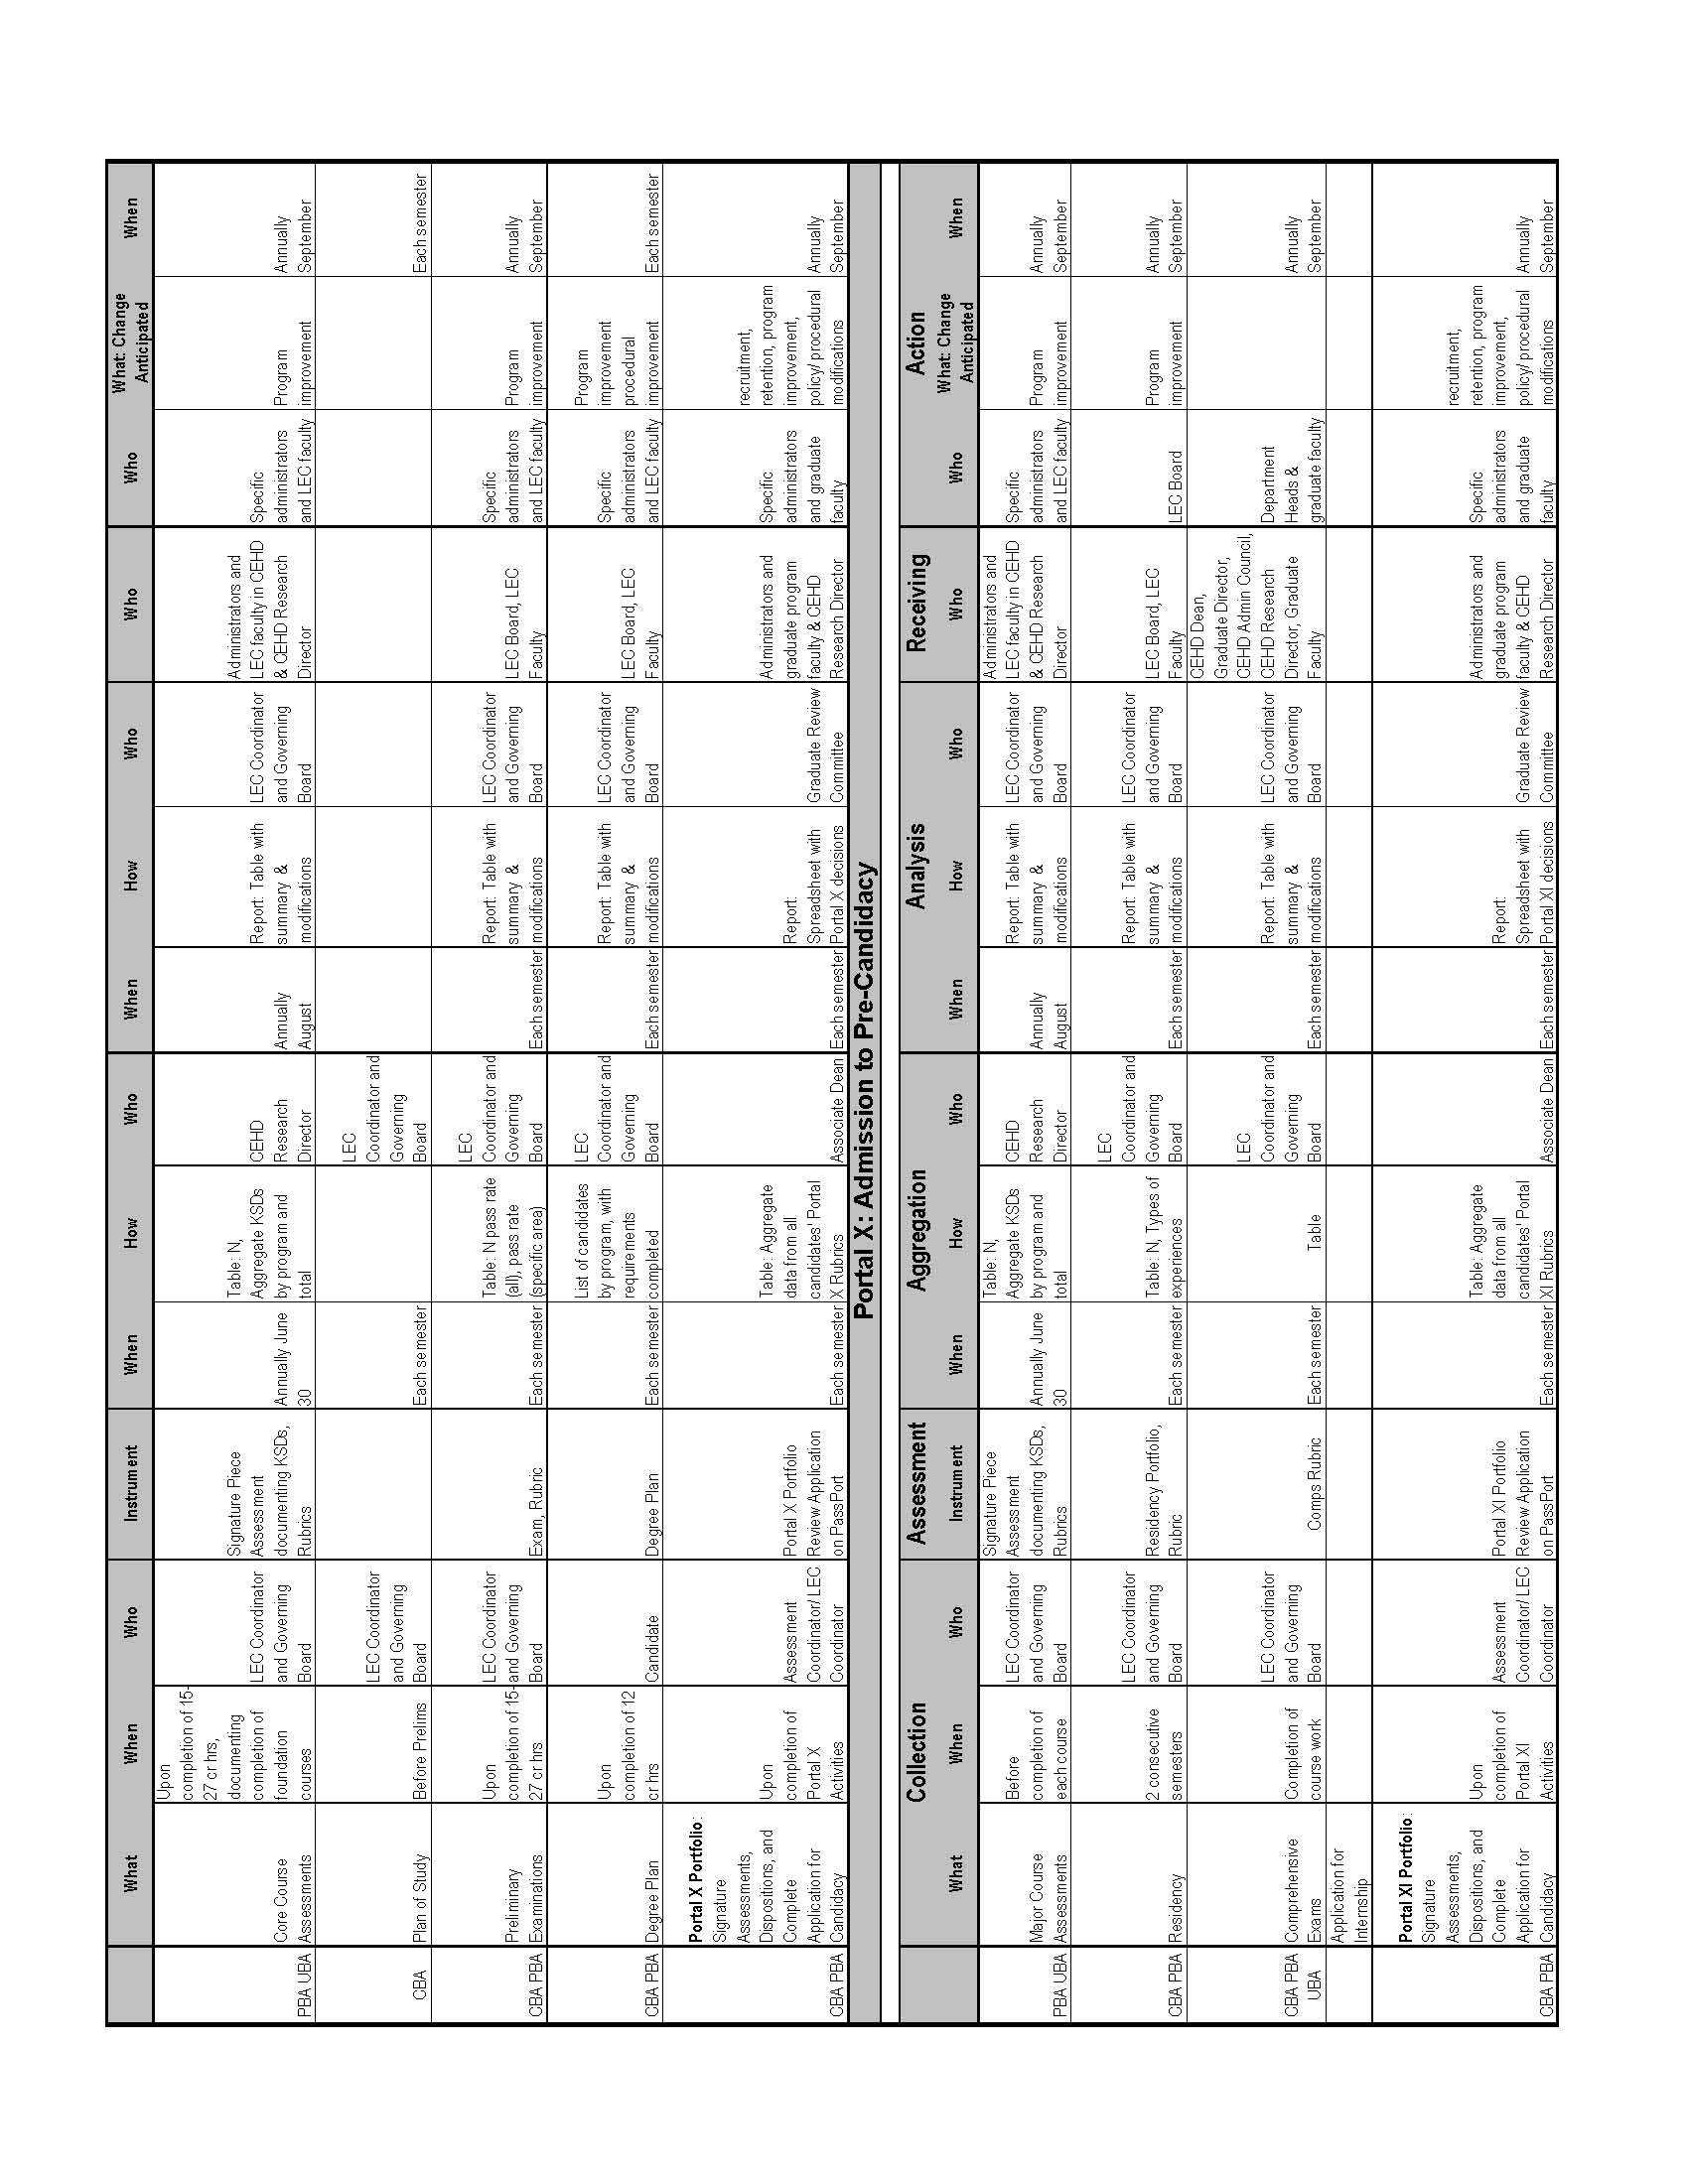 What When Who Instrument When How Who When How Who Who Who What: Change Anticipated When
PBA UBA
Core Course
Assessments
Upon
completion of 15-
27 cr hrs,
documenting
completion of
foundation
courses
LEC Coordinator
and Governing
Board
Signature Piece
Assessment
documenting KSDs,
Rubrics
Annually June
30
Table: N,
Aggregate KSDs
by program and
total
CEHD
Research
Director
Annually
August
Report: Table with
summary &
modifications
LEC Coordinator
and Governing
Board
Administrators and
LEC faculty in CEHD
& CEHD Research
Director
Specific
administrators
and LEC faculty
Program
improvement
Annually
September
CBA
Plan of Study
Before Prelims
LEC Coordinator
and Governing
Board
Each semester
LEC
Coordinator and
Governing
Board
Each semester
CBA PBA
Preliminary
Examinations
Upon
completion of 15-
27 cr hrs
LEC Coordinator
and Governing
Board
Exam, Rubric
Each semester
Table: N pass rate
(all), pass rate
(specific area)
LEC
Coordinator and
Governing
Board
Each semester
Report: Table with
summary &
modifications
LEC Coordinator
and Governing
Board
LEC Board, LEC
Faculty
Specific
administrators
and LEC faculty
Program
improvement
Annually
September
CBA PBA
Degree Plan
Upon
completion of 12
cr hrs
Candidate
Degree Plan
Each semester
List of candidates
by program, with
requirements
completed
LEC
Coordinator and
Governing
Board
Each semester
Report: Table with
summary &
modifications
LEC Coordinator
and Governing
Board
LEC Board, LEC
Faculty
Specific
administrators
and LEC faculty
Program
improvement
procedural
improvement
Each semester
CBA PBA
Portal X Portfolio:
Signature
Assessments,
Dispositions, and
Complete
Application for
Candidacy
Upon
completion of
Portal X
Activities
Assessment
Coordinator/ LEC
Coordinator
Portal X Portfolio
Review Application
on PassPort
Each semester
Table: Aggregate
data from all
candidates' Portal
X Rubrics
Associate Dean
Each semester
Report:
Spreadsheet with
Portal X decisions
Graduate Review
Committee
Administrators and
graduate program
faculty & CEHD
Research Director
Specific
administrators
and graduate
faculty
recruitment,
retention, program
improvement,
policy/ procedural
modifications
Annually
September
Portal X: Admission to Pre-Candidacy
Collection Assessment Aggregation Analysis Receiving Action
What When Who Instrument When How Who When How Who Who Who What: Change Anticipated When
PBA UBA
Major Course
Assessments
Before
completion of
each course
LEC Coordinator
and Governing
Board
Signature Piece
Assessment
documenting KSDs,
Rubrics
Annually June
30
Table: N,
Aggregate KSDs
by program and
total
CEHD
Research
Director
Annually
August
Report: Table with
summary &
modifications
LEC Coordinator
and Governing
Board
Administrators and
LEC faculty in CEHD
& CEHD Research
Director
Specific
administrators
and LEC faculty
Program
improvement
Annually
September
CBA PBA
Residency
2 consecutive
semesters
LEC Coordinator
and Governing
Board
Residency Portfolio,
Rubric
Each semester
Table: N, Types of
experiences
LEC
Coordinator and
Governing
Board
Each semester
Report: Table with
summary &
modifications
LEC Coordinator
and Governing
Board
LEC Board, LEC
Faculty
LEC Board
Program
improvement
Annually
September
CBA PBA
UBA
Comprehensive
Exams
Completion of
course work
LEC Coordinator
and Governing
Board
Comps Rubric
Each semester
Table
LEC
Coordinator and
Governing
Board
Each semester
Report: Table with
summary &
modifications
LEC Coordinator
and Governing
Board
CEHD Dean,
Graduate Director,
CEHD Admin Council,
CEHD Research
Director, Graduate
Faculty
Department
Heads &
graduate faculty
Annually
September
Application for
Internship
CBA PBA
Portal XI Portfolio:
Signature
Assessments,
Dispositions, and
Complete
Application for
Candidacy
Upon
completion of
Portal XI
Activities
Assessment
Coordinator/ LEC
Coordinator
Portal XI Portfolio
Review Application
on PassPort
Each semester
Table: Aggregate
data from all
candidates' Portal
XI Rubrics
Associate Dean
Each semester
Report:
Spreadsheet with
Portal XI decisions
Graduate Review
Committee
Administrators and
graduate program
faculty & CEHD
Research Director
Specific
administrators
and graduate
faculty
recruitment,
retention, program
improvement,
policy/ procedural
modifications
Annually
September